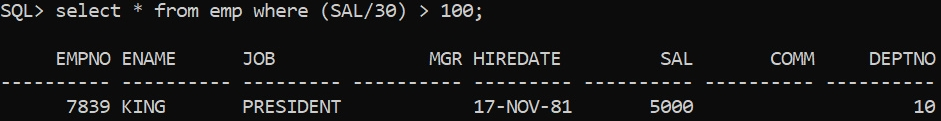 SQL> select * from emp where (SAL/30) > 100;
     EMPNO ENAME      JOB              MGR HIREDATE         SAL       COMM     DEPTNO
---------- ---------- --------- ---------- --------- ---------- ---------- ----------
      7839 KING       PRESIDENT            17-NOV-81       5000                    10